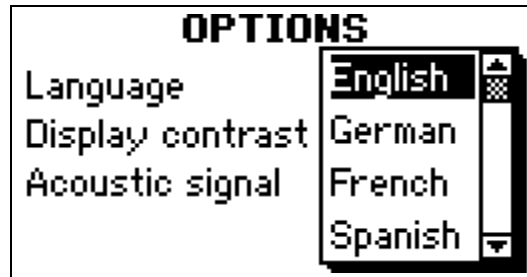 OPTIONS
Language
English
Display contrast
German
Acoustic signal
French
Spanish